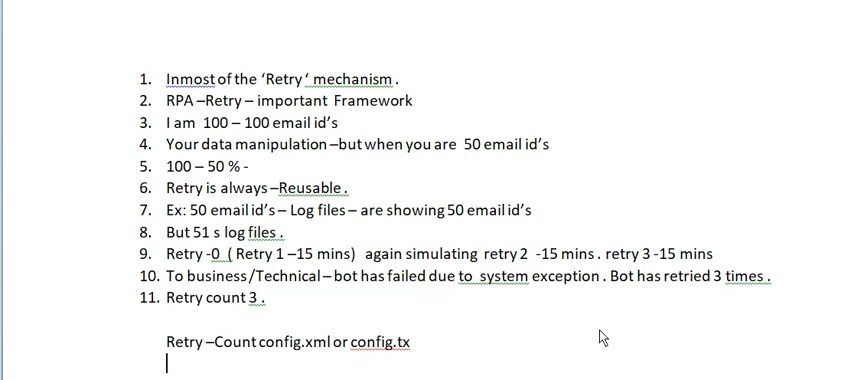 1. Inmost of the ‘Retry‘ mechanism .
2. RPA –Retry – important Framework
3. I am 100 – 100 email id’s
4. Your data manipulation –but when you are 50 email id’s
5. 100 – 50 % -
6. Retry is always –Reusable .
7. Ex: 50 email id’s – Log files – are showing 50 email id’s
8. But 51 s log files .
9. Retry -0 ( Retry 1 –15 mins) again simulating retry 2 -15 mins . retry 3 -15 mins
10. To business/Technical – bot has failed due to system exception . Bot has retried 3 times .
11. Retry count 3 .
Retry –Count config.xml or config.tx